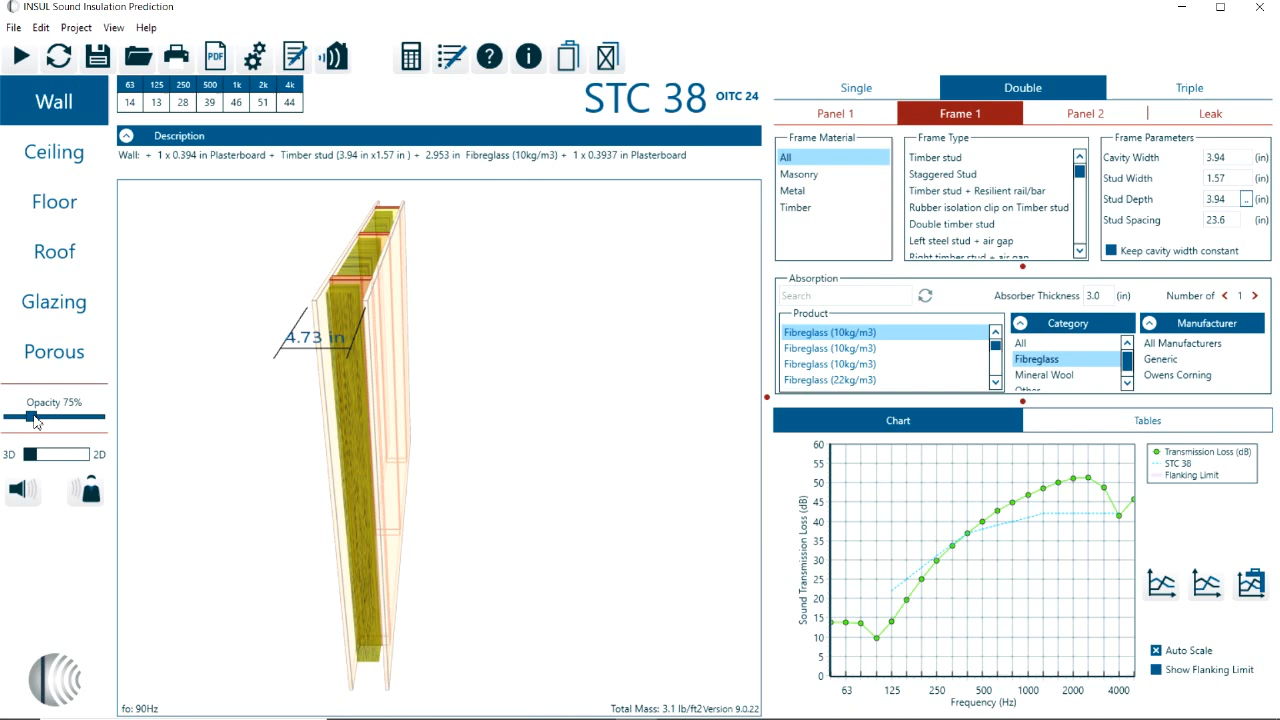 INSUL Sound Insulation Prediction
File Edit Project View Help
PDF
63 125 250 500 1k 2k 4k
14 13 28 39 46 51 44
STC 38 OITC 24
Description
Wall: + 1 x 0.394 in Plasterboard + Timber stud (3.94 in x1.57 in ) + 2.953 in Fibreglass (10kg/m3) + 1 x 0.3937 in Plasterboard
Wall
Ceiling
Floor
Roof
Glazing
Porous
Opacity 75%
3D 2D
4.73 in
fo: 90Hz
Total Mass: 3.1 lb/ft2 Version 9.0.22
Single Double Triple
Panel 1 Frame 1 Panel 2 Leak
Frame Material
All
Masonry
Metal
Timber
Frame Type
Timber stud
Staggered Stud
Timber stud + Resilient rail/bar
Rubber isolation clip on Timber stud
Double timber stud
Left steel stud + air gap
Right timber stud + air gap
Frame Parameters
Cavity Width 3.94 (in)
Stud Width 1.57 (in)
Stud Depth 3.94 .. (in)
Stud Spacing 23.6 (in)
Keep cavity width constant
Absorption
Search
Absorber Thickness 3.0 (in)
Number of < 1 >
Product
Fibreglass (10kg/m3)
Fibreglass (10kg/m3)
Fibreglass (10kg/m3)
Fibreglass (22kg/m3)
Category
All
Fibreglass
Mineral Wool
Other
Manufacturer
All Manufacturers
Generic
Owens Corning
Chart Tables
Sound Transmission Loss (dB)
60
55
50
45
40
35
30
25
20
15
10
5
0
63 125 250 500 1000 2000 4000
Frequency (Hz)
Transmission Loss (dB)
STC 38
Flanking Limit
Auto Scale
Show Flanking Limit